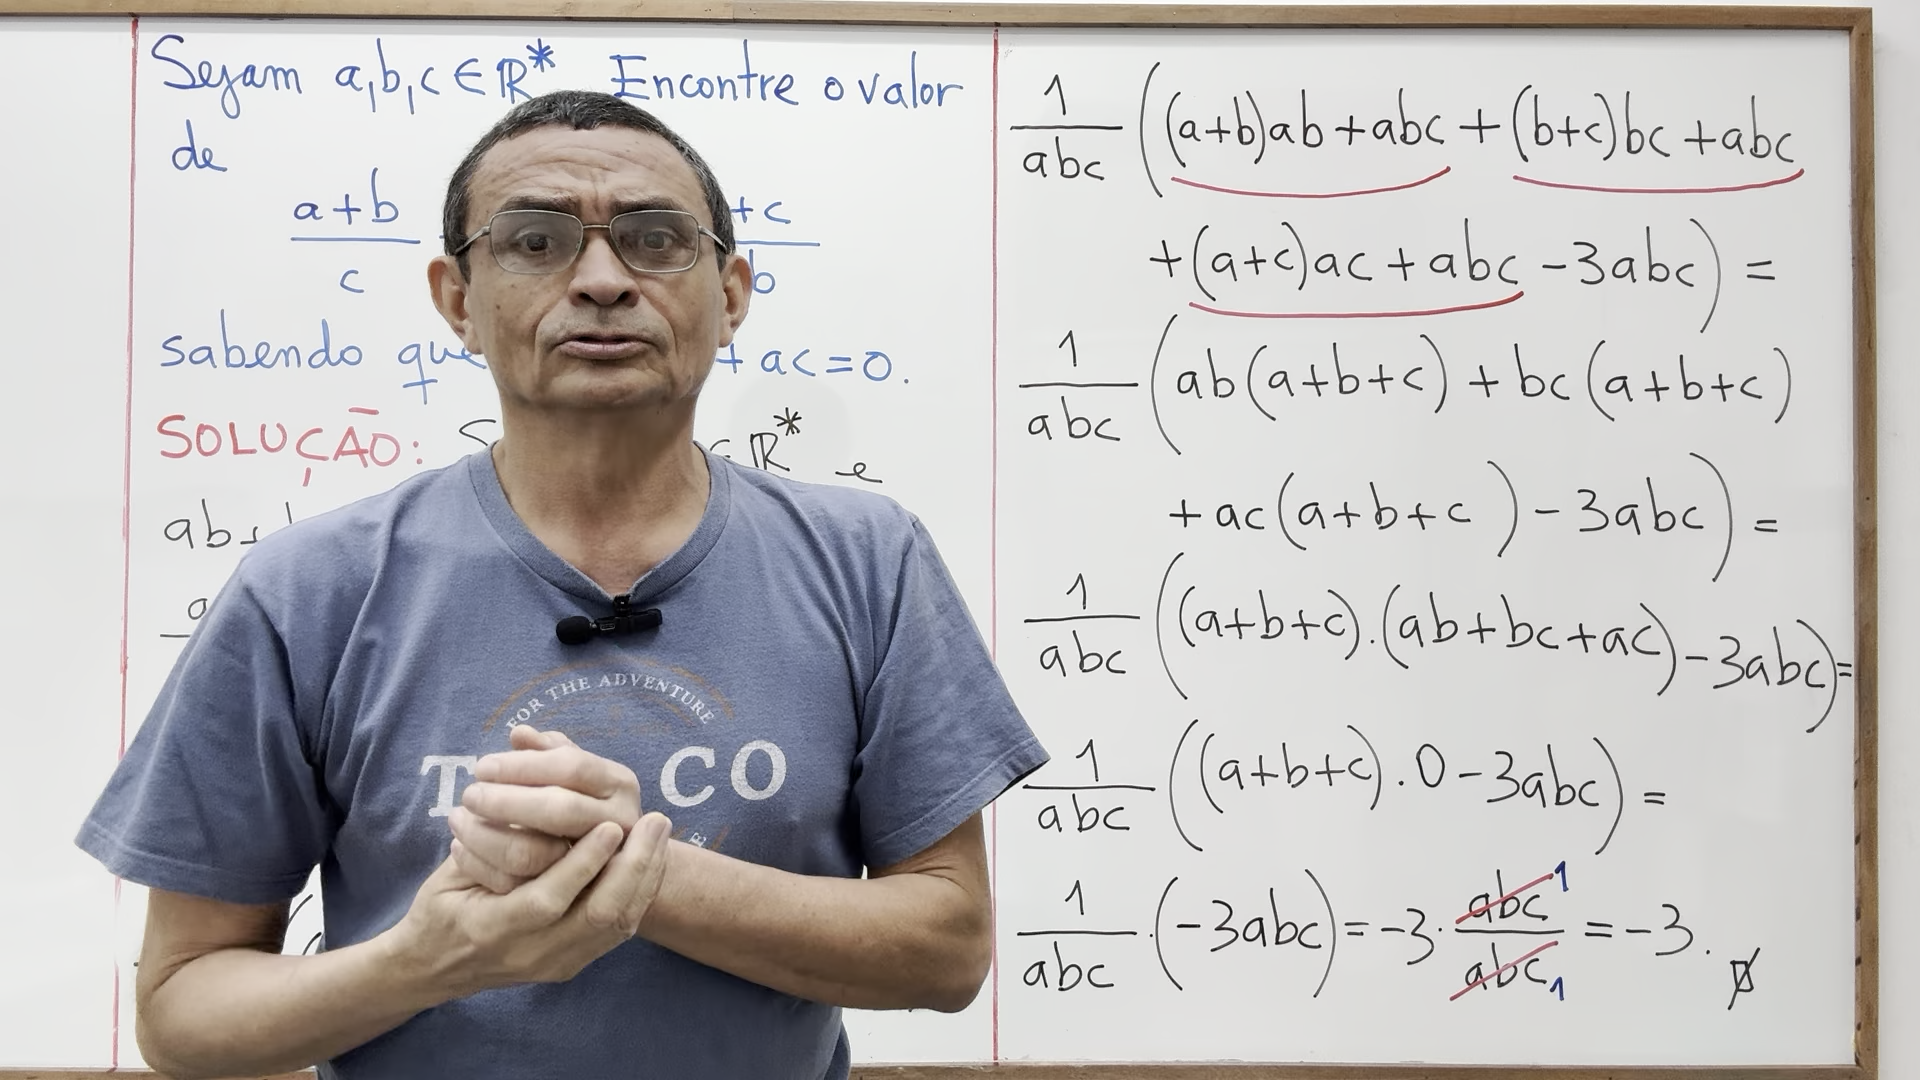 Sejam a,b,c ∈ ℝ* Encontre o valor
de
a+b +c
c b
sabendo que + ac=0.
SOLUÇÃO: ℝ* e
ab+
a
1/abc ((a+b)ab+abc + (b+c)bc+abc
+(a+c)ac+abc -3abc) =
1/abc (ab(a+b+c) + bc(a+b+c)
+ac(a+b+c) -3abc) =
1/abc ((a+b+c).(ab+bc+ac) -3abc)=
1/abc ((a+b+c).0-3abc) =
1/abc .(-3abc)=-3. abc 1/abc 1 =-3.
FOR THE ADVENTURE
CO